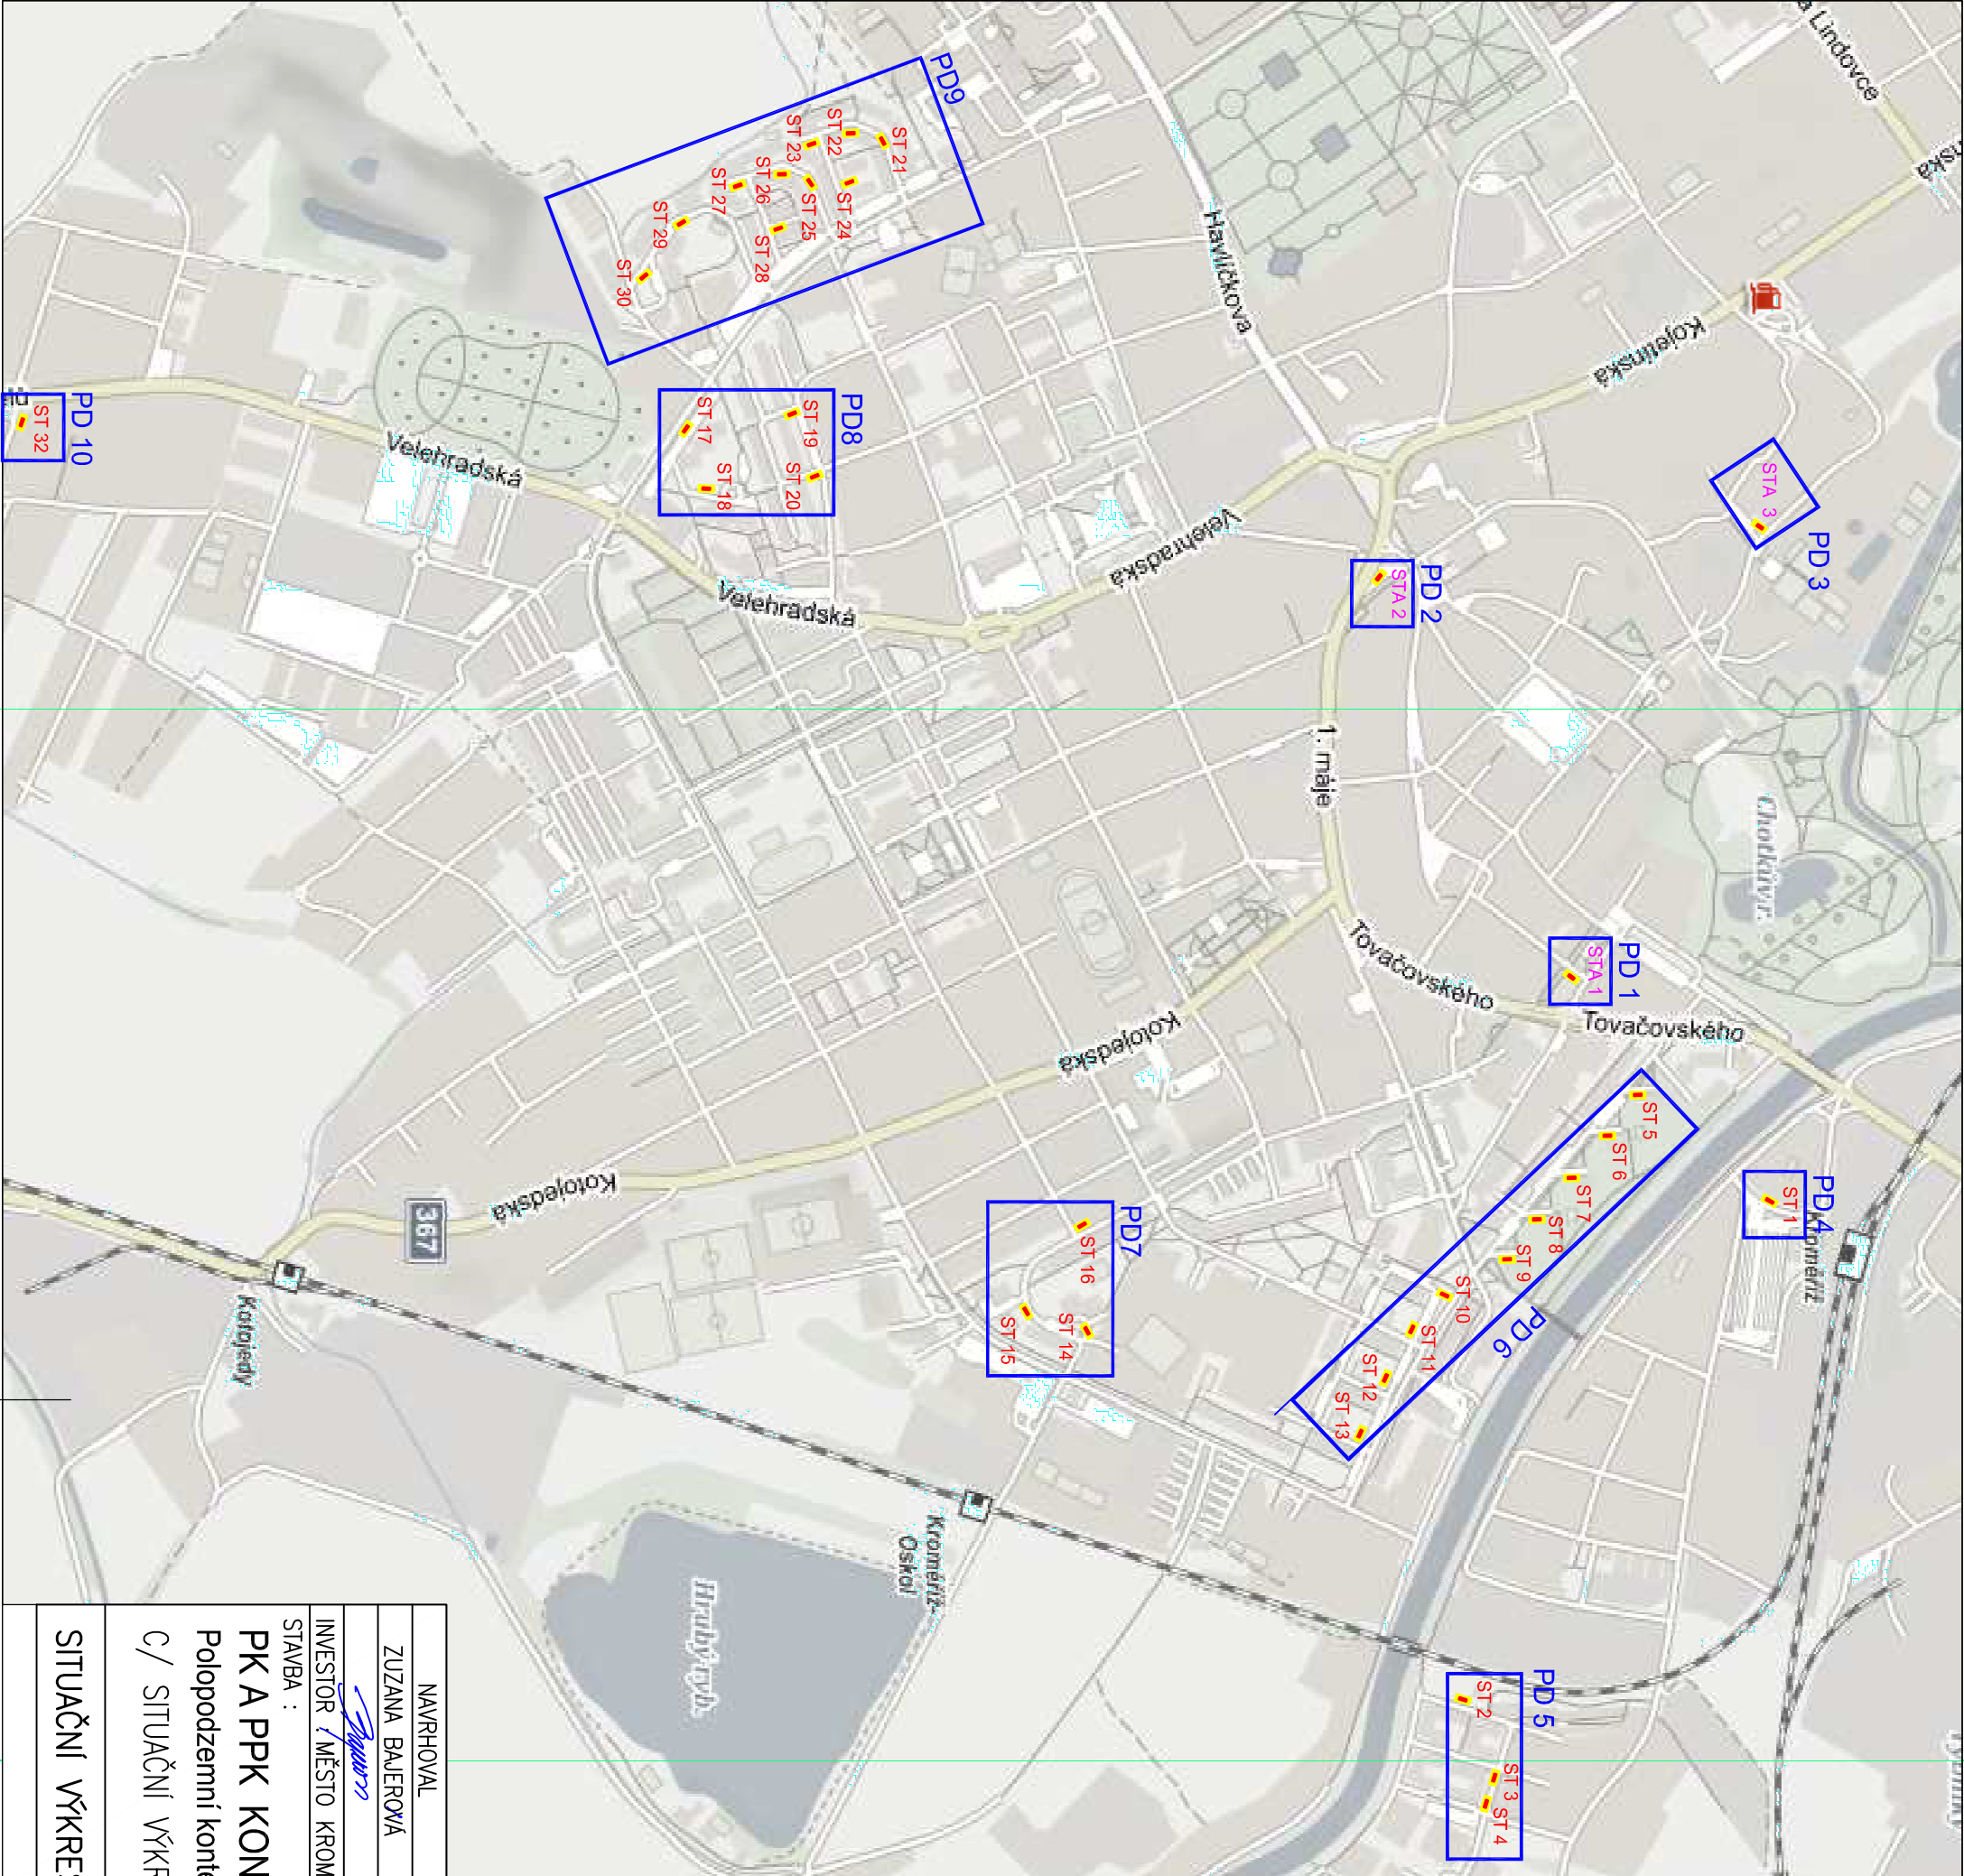 Lindovce
Kojetínská
Havlíčkova
Velehradská
Velehradská
Velehradská
1. máje
Tovačovského
Tovačovského
Kotojedská
Kotojedská
367
Kotojedy
Kroměříž-
Oskol
Kroměříž
Hrubý ryb.
Chotkův r.
PD 1
STA 1
PD 2
STA 2
PD 3
STA 3
PD 4
ST 1
PD 5
ST 2
ST 3
ST 4
PD 6
ST 5
ST 6
ST 7
ST 8
ST 9
ST 10
ST 11
ST 12
ST 13
PD7
ST 16
ST 14
ST 15
PD8
ST 19
ST 20
ST 17
ST 18
PD9
ST 21
ST 22
ST 23
ST 24
ST 25
ST 26
ST 27
ST 28
ST 29
ST 30
PD 10
ST 32
NAVRHOVAL
ZUZANA BAJEROVÁ
INVESTOR : MĚSTO KROM
STAVBA :
PK A PPK KON
Polopodzemní konte
C/ SITUAČNÍ VÝKR
SITUAČNÍ VÝKRES